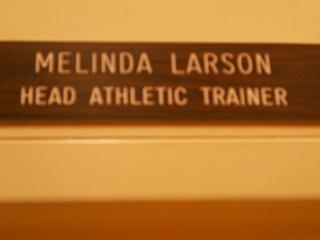 MELINDA LARSON
HEAD ATHLETIC TRAINER